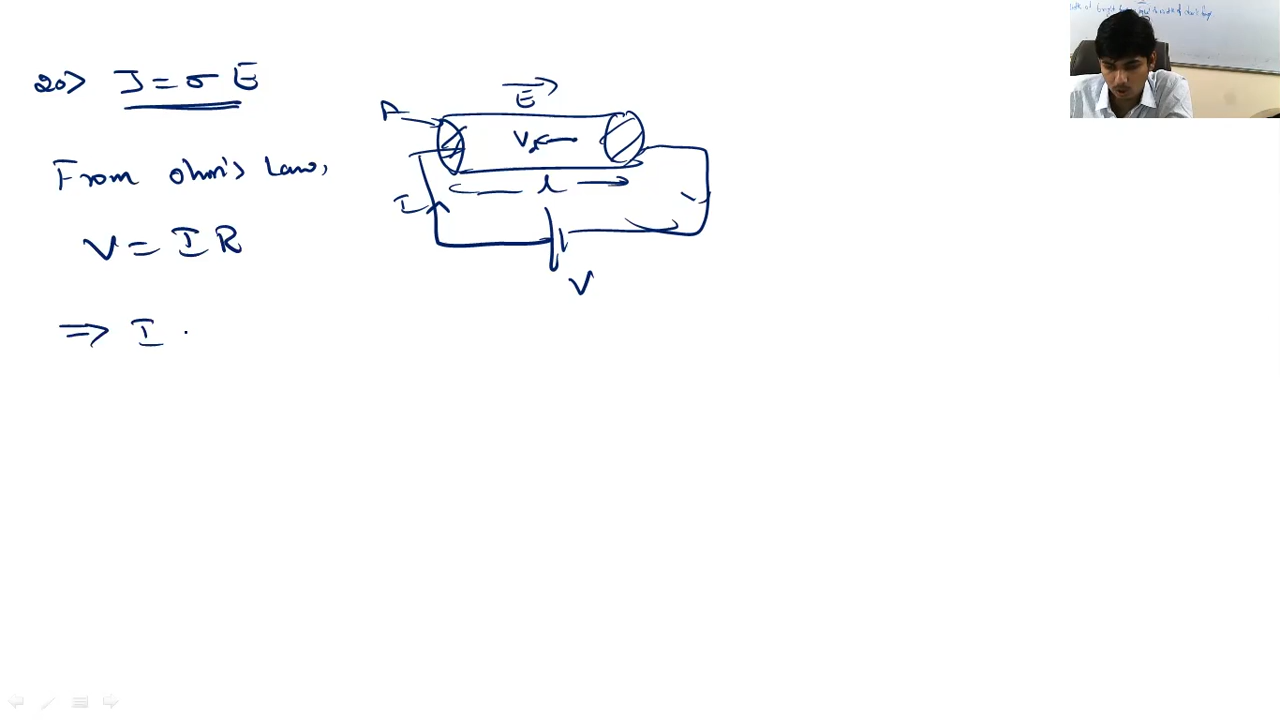 20) J = σ E
From ohm's law,
V = I R
⇒ I
E
A
l
I
V